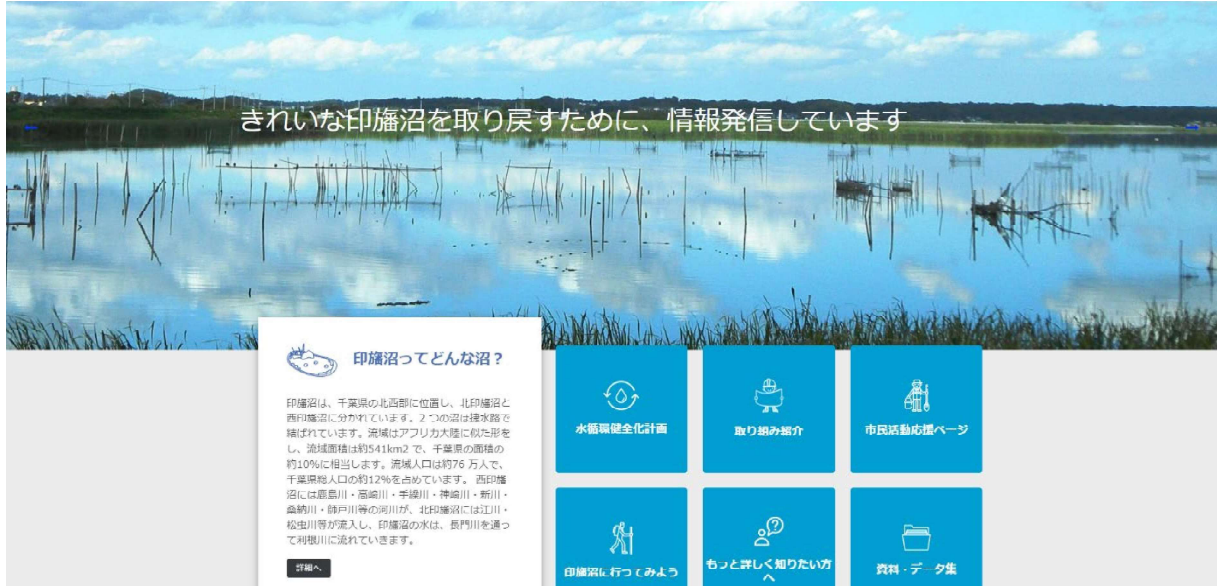 きれいな印旛沼を取り戻すために、情報発信しています
印旛沼ってどんな沼？
印旛沼は、千葉県の北西部に位置し、北印旛沼と
西印旛沼に分かれています。2つの沼は捷水路で
結ばれています。流域はアフリカ大陸に似た形を
し、流域面積は約541km2 で、千葉県の面積の
約10%に相当します。流域人口は約76 万人で、
千葉県総人口の約12%を占めています。 西印旛
沼には鹿島川・高崎川・手繰川・神崎川・新川・
桑納川・師戸川等の河川が、北印旛沼には江川・
松虫川等が流入し、印旛沼の水は、長門川を通っ
て利根川に流れていきます。
詳細へ
水循環健全化計画
取り組み紹介
市民活動応援ページ
印旛沼に行ってみよう
もっと詳しく知りたい方
へ
資料・データ集